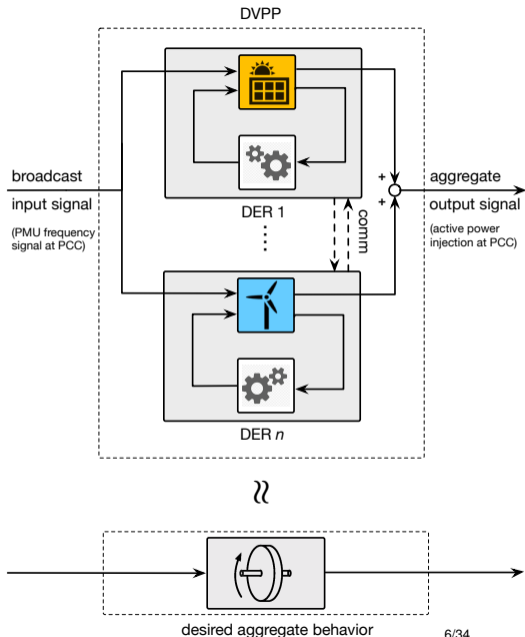 DVPP
broadcast
input signal
(PMU frequency
signal at PCC)
+
+
aggregate
output signal
(active power
injection at PCC)
DER 1
comm
DER n
desired aggregate behavior
6/34